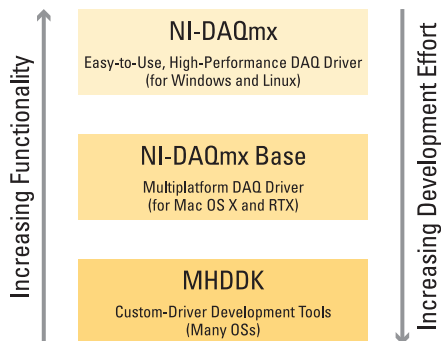 NI-DAQmx
Easy-to-Use, High-Performance DAQ Driver
(for Windows and Linux)
NI-DAQmx Base
Multiplatform DAQ Driver
(for Mac OS X and RTX)
MHDDK
Custom-Driver Development Tools
(Many OSs)
Increasing Functionality
Increasing Development Effort